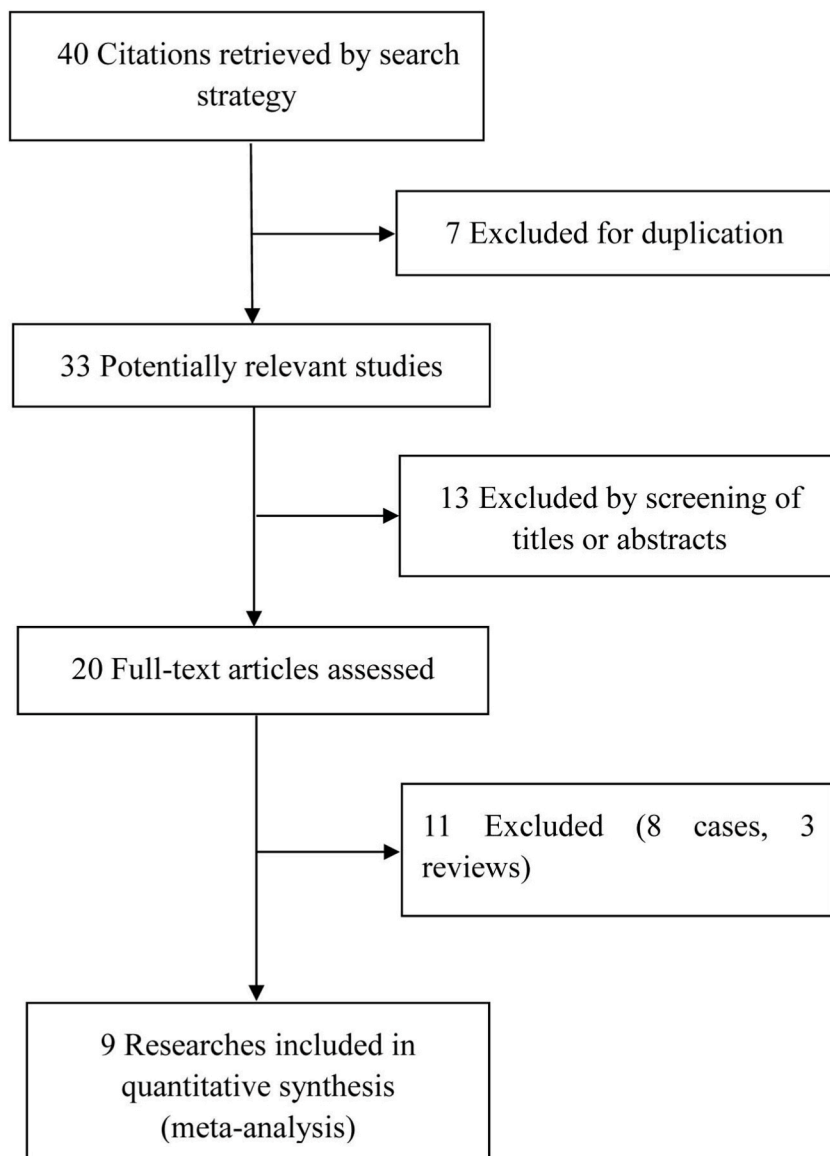 40 Citations retrieved by search
strategy
7 Excluded for duplication
33 Potentially relevant studies
13 Excluded by screening of
titles or abstracts
20 Full-text articles assessed
11 Excluded (8 cases, 3
reviews)
9 Researches included in
quantitative synthesis
(meta-analysis)